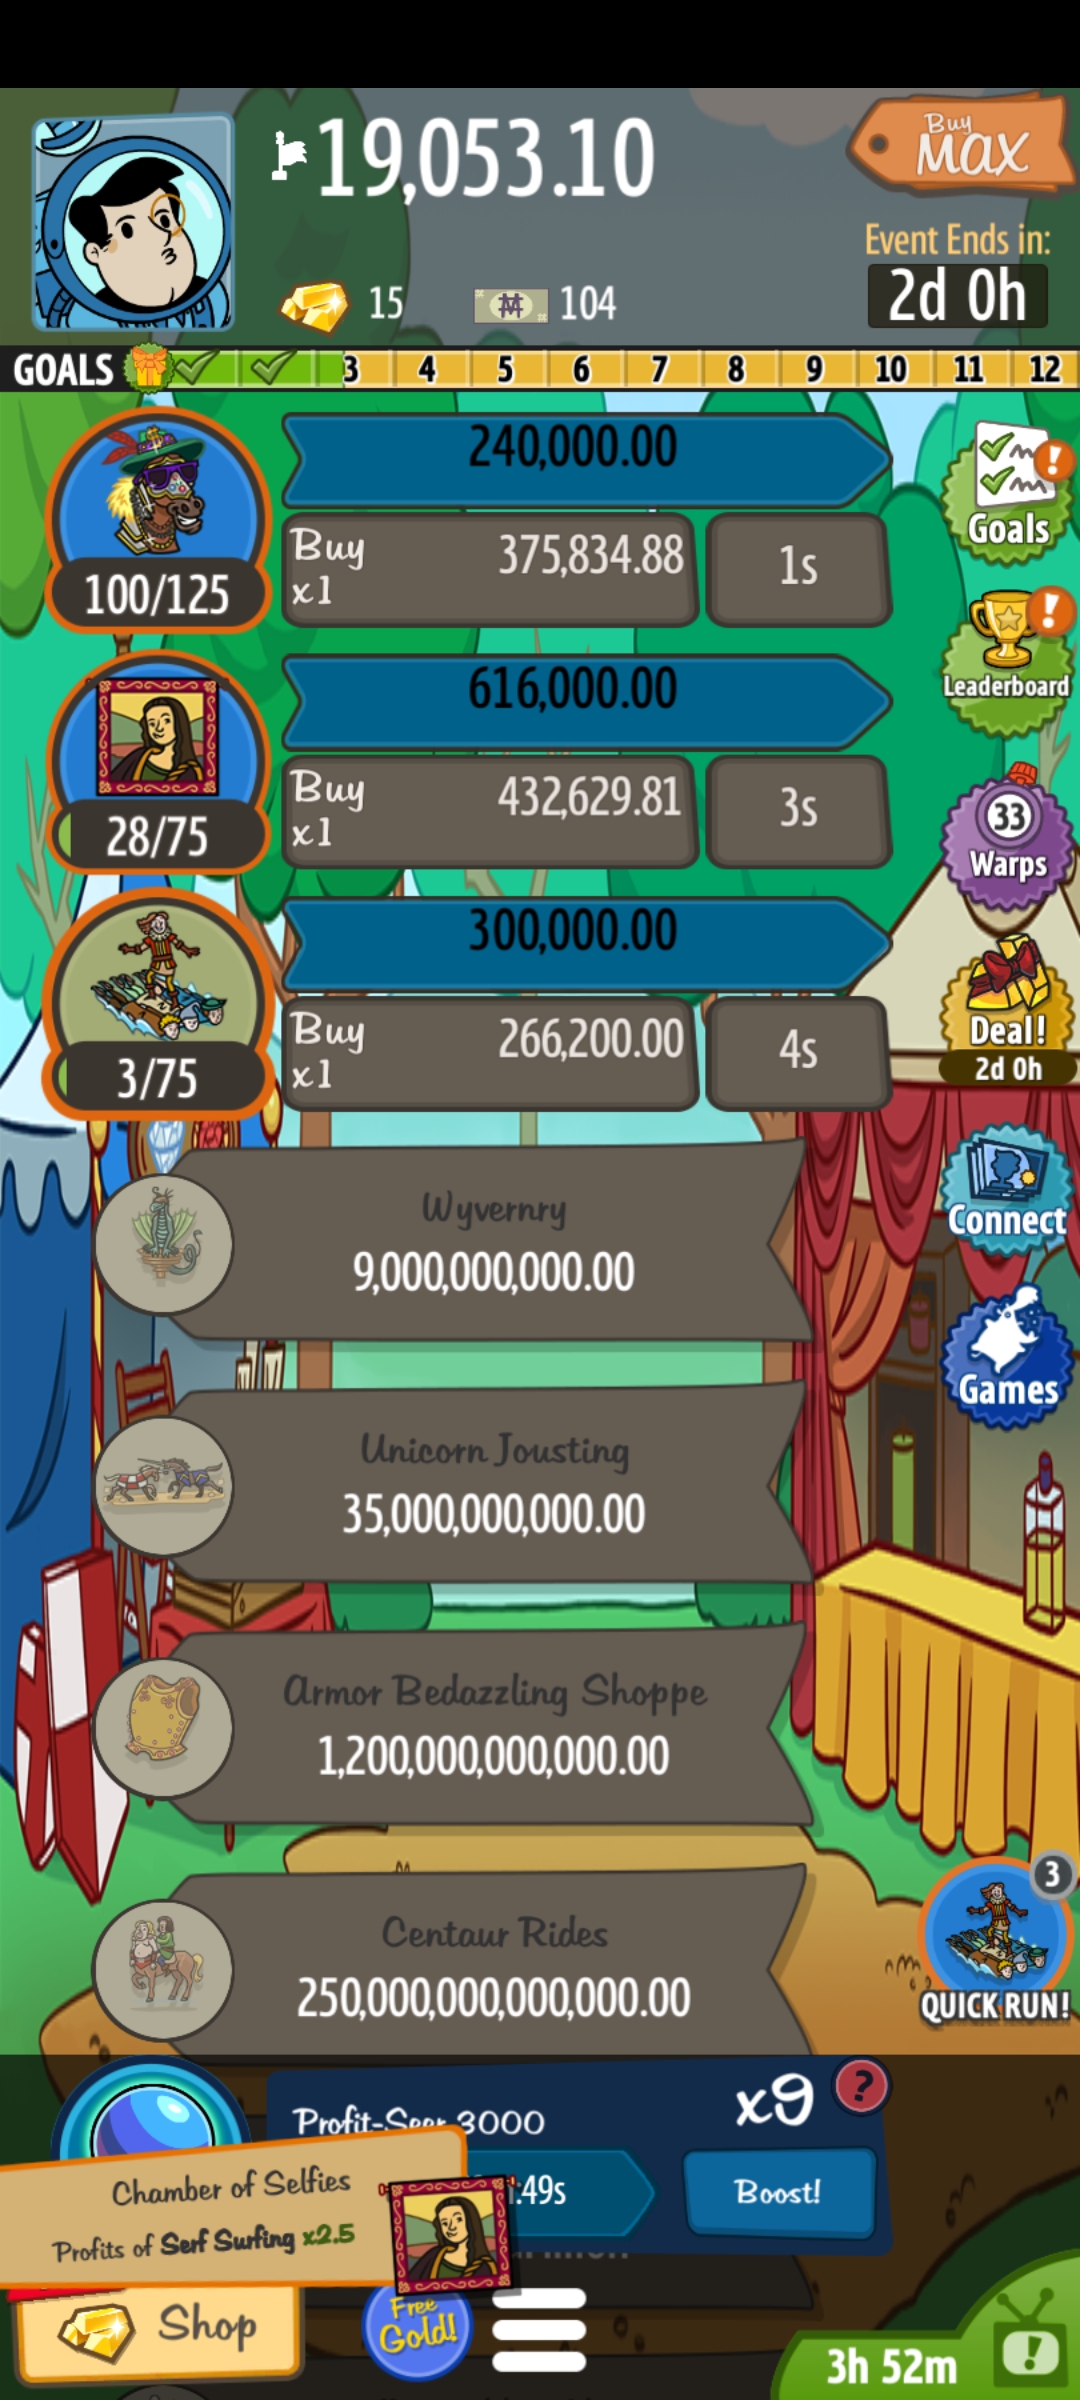 19,053.10
Buy
MAX
15
104
Event Ends in:
2d 0h
GOALS 3 4 5 6 7 8 9 10 11 12
240,000.00
Buy
x1
375,834.88
1s
100/125
Goals
616,000.00
Buy
x1
432,629.81
3s
28/75
Leaderboard
33
Warps
300,000.00
Buy
x1
266,200.00
4s
3/75
Deal!
2d 0h
Wyvernry
9,000,000,000.00
Connect
Unicorn Jousting
35,000,000,000.00
Games
Armor Bedazzling Shoppe
1,200,000,000,000.00
Centaur Rides
250,000,000,000,000.00
3
QUICK RUN!
Profit-Seer 3000
x9
?
:49s
Boost!
Chamber of Selfies
Profits of Serf Surfing x2.5
Shop
Free
Gold!
3h 52m